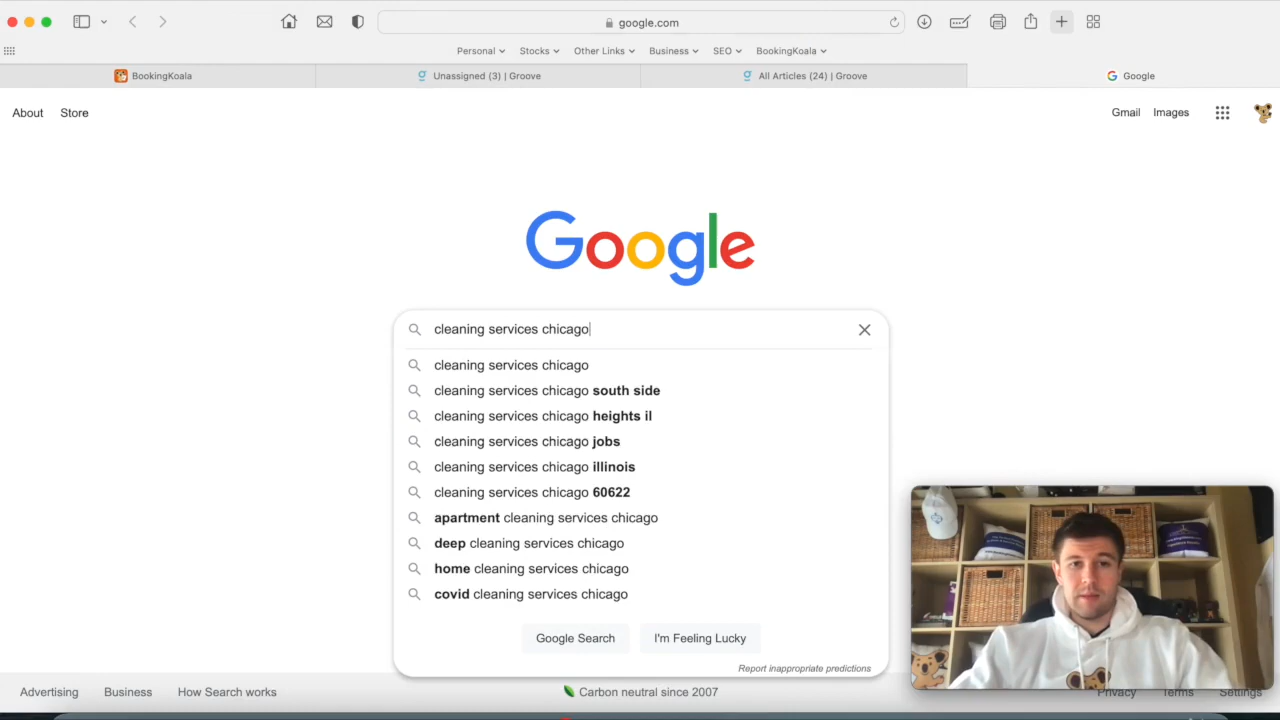 google.com
Personal Stocks Other Links Business SEO BookingKoala
BookingKoala
Unassigned (3) | Groove
All Articles (24) | Groove
Google
About Store
Gmail Images
Google
cleaning services chicago
cleaning services chicago
cleaning services chicago south side
cleaning services chicago heights il
cleaning services chicago jobs
cleaning services chicago illinois
cleaning services chicago 60622
apartment cleaning services chicago
deep cleaning services chicago
home cleaning services chicago
covid cleaning services chicago
Google Search I'm Feeling Lucky
Report inappropriate predictions
Advertising Business How Search works
Carbon neutral since 2007
Privacy Terms Settings